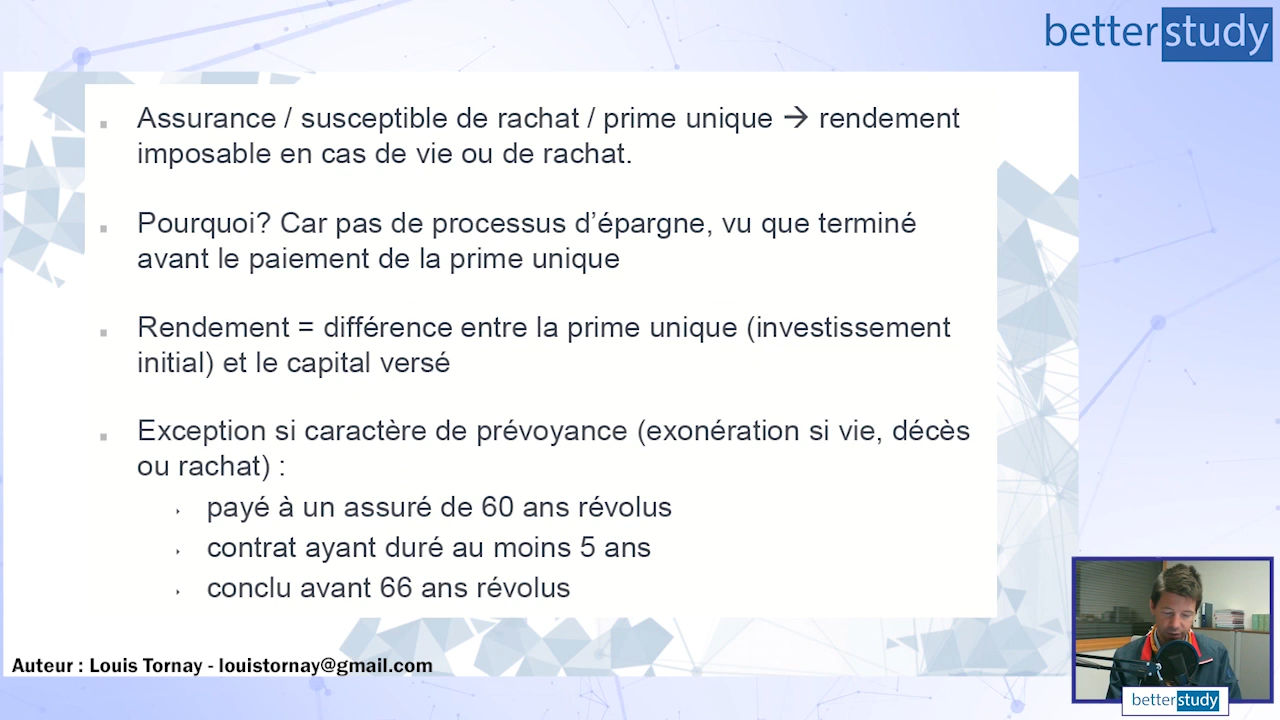 betterstudy
Assurance / susceptible de rachat / prime unique → rendement
imposable en cas de vie ou de rachat.
Pourquoi? Car pas de processus d’épargne, vu que terminé
avant le paiement de la prime unique
Rendement = différence entre la prime unique (investissement
initial) et le capital versé
Exception si caractère de prévoyance (exonération si vie, décès
ou rachat) :
payé à un assuré de 60 ans révolus
contrat ayant duré au moins 5 ans
conclu avant 66 ans révolus
Auteur : Louis Tornay - louistornay@gmail.com
betterstudy